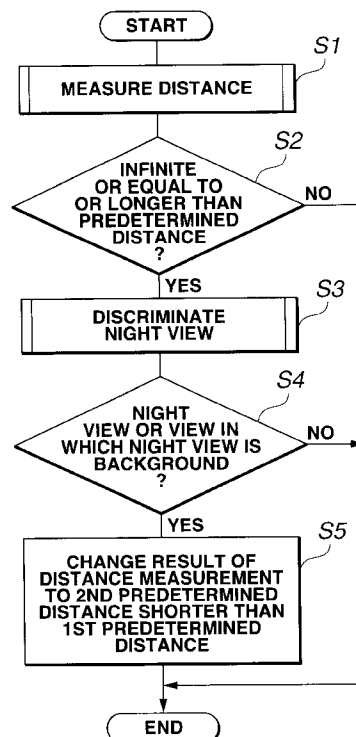 START
S1
MEASURE DISTANCE
S2
INFINITE
OR EQUAL TO
OR LONGER THAN
PREDETERMINED
DISTANCE
?
NO
YES
S3
DISCRIMINATE
NIGHT VIEW
S4
NIGHT
VIEW OR VIEW IN
WHICH NIGHT VIEW IS
BACKGROUND
?
NO
YES
S5
CHANGE RESULT OF
DISTANCE MEASUREMENT
TO 2ND PREDETERMINED
DISTANCE SHORTER THAN
1ST PREDETERMINED
DISTANCE
END